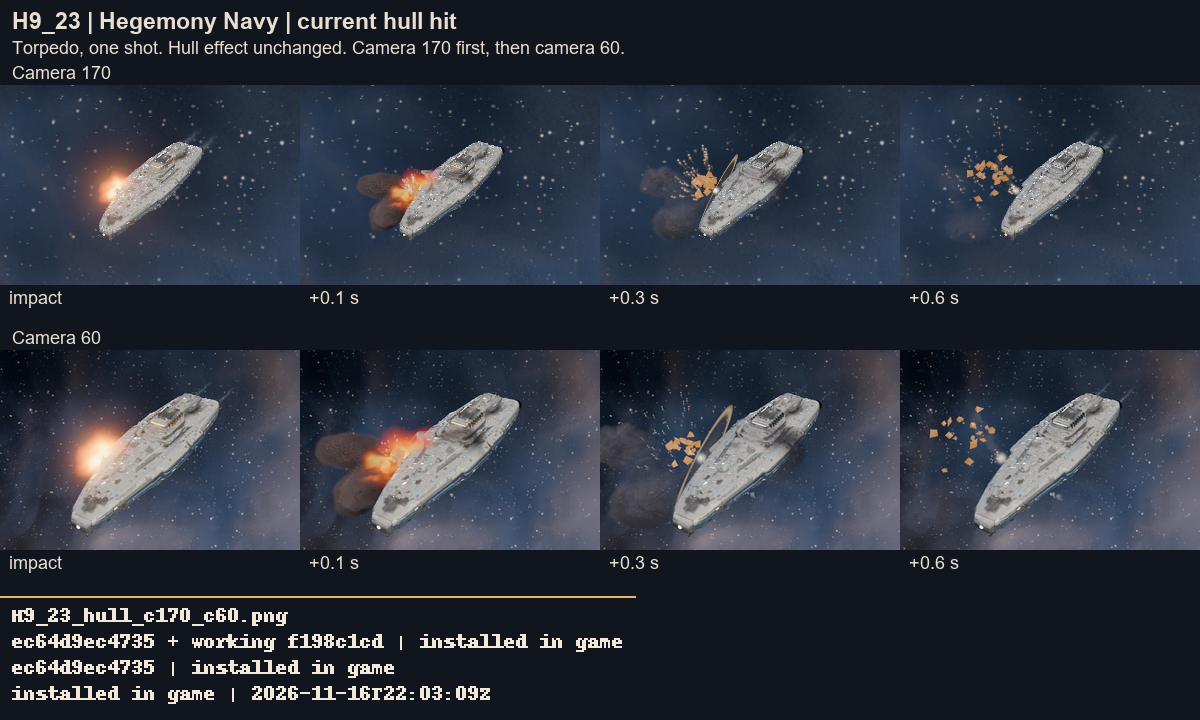 H9_23 | Hegemony Navy | current hull hit
Torpedo, one shot. Hull effect unchanged. Camera 170 first, then camera 60.
Camera 170
impact
+0.1 s
+0.3 s
+0.6 s
Camera 60
impact
+0.1 s
+0.3 s
+0.6 s
H9_23_hull_c170_c60.png
ec64d9ec4735 + working f198c1cd | installed in game
ec64d9ec4735 | installed in game
installed in game | 2026-11-16T22:03:09Z